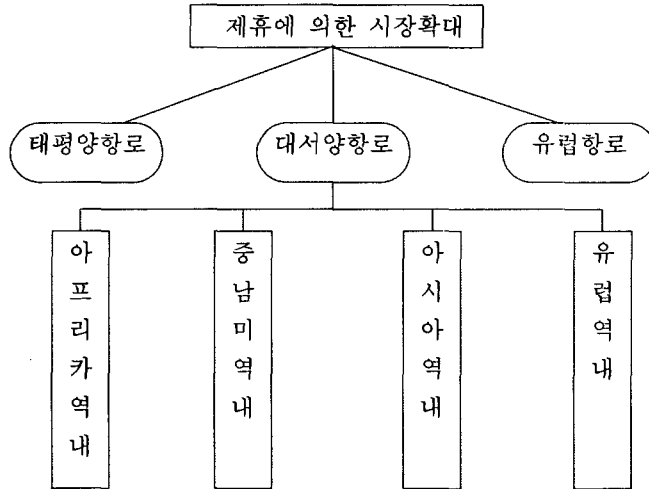 제휴에 의한 시장확대
태평양항로
대서양항로
유럽항로
아프리카역내
중남미역내
아시아역내
유럽역내